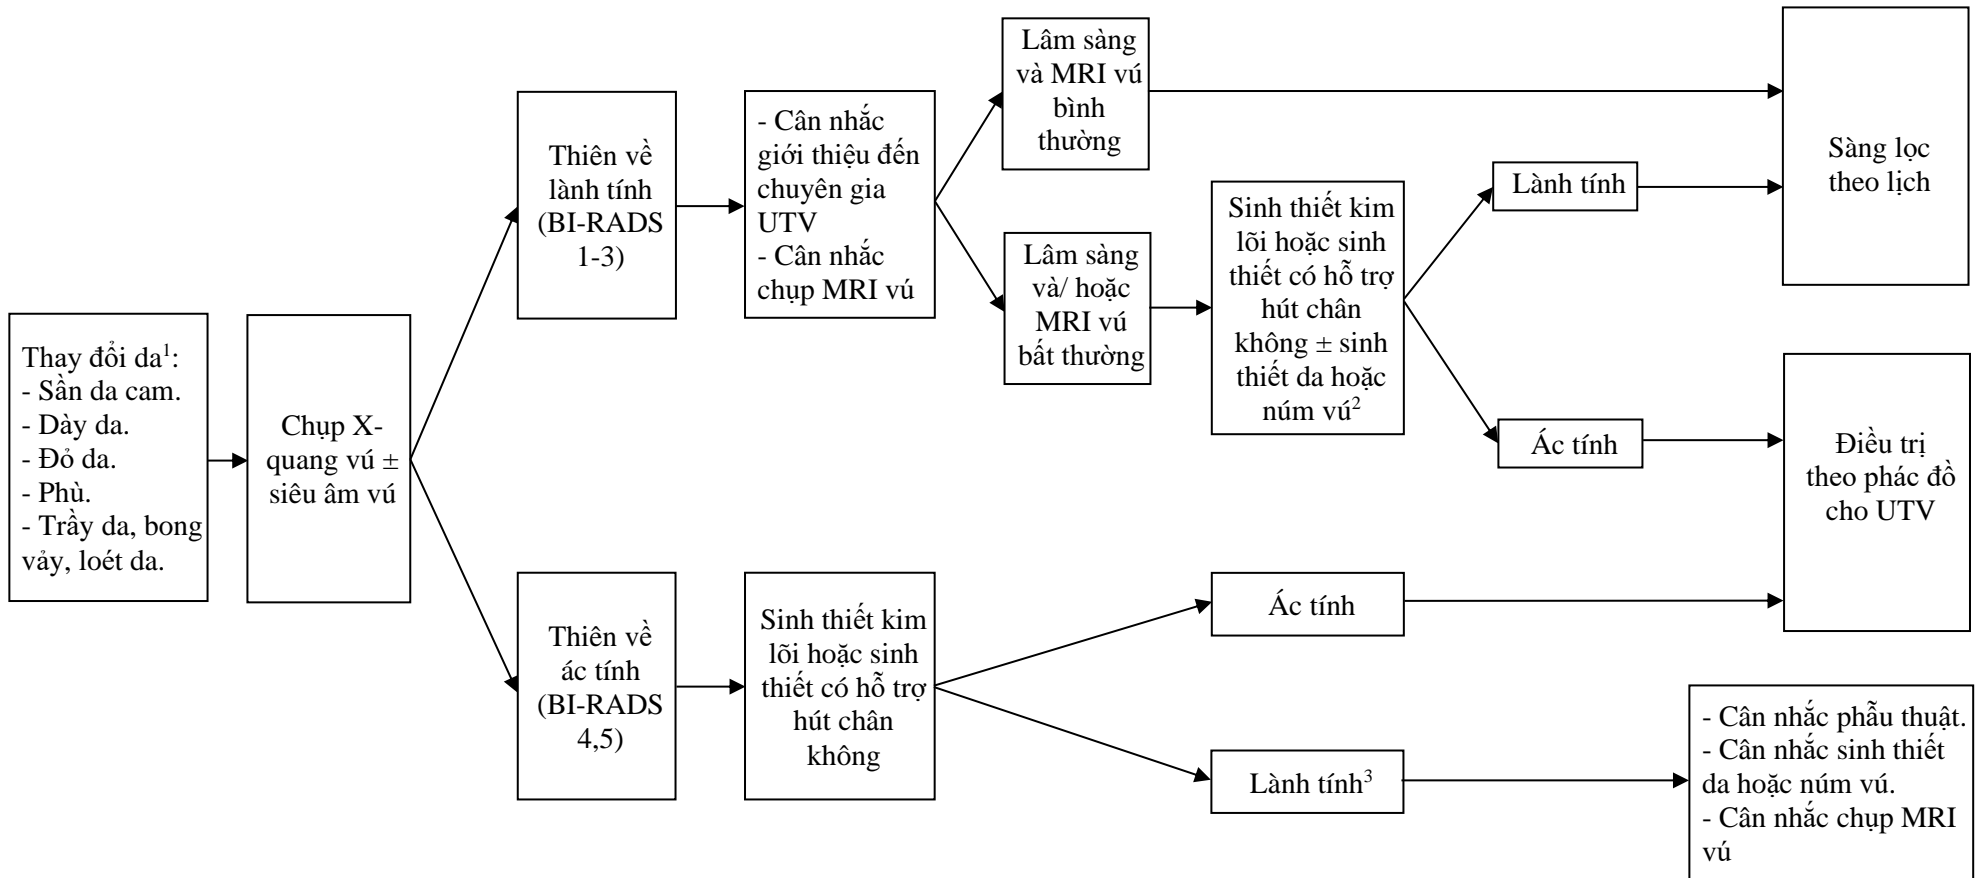 Thay đổi da¹:
- Sần da cam.
- Dày da.
- Đỏ da.
- Phù.
- Trầy da, bong
vảy, loét da.
Chụp X-
quang vú ±
siêu âm vú
Thiên về
lành tính
(BI-RADS
1-3)
- Cân nhắc
giới thiệu đến
chuyên gia
UTV
- Cân nhắc
chụp MRI vú
Lâm sàng
và MRI vú
bình
thường
Lâm sàng
và/ hoặc
MRI vú
bất thường
Sinh thiết kim
lõi hoặc sinh
thiết có hỗ trợ
hút chân
không ± sinh
thiết da hoặc
núm vú²
Lành tính
Sàng lọc
theo lịch
Ác tính
Điều trị
theo phác đồ
cho UTV
Thiên về
ác tính
(BI-RADS
4,5)
Sinh thiết kim
lõi hoặc sinh
thiết có hỗ trợ
hút chân
không
Ác tính
Lành tính³
- Cân nhắc phẫu thuật.
- Cân nhắc sinh thiết
da hoặc núm vú.
- Cân nhắc chụp MRI
vú